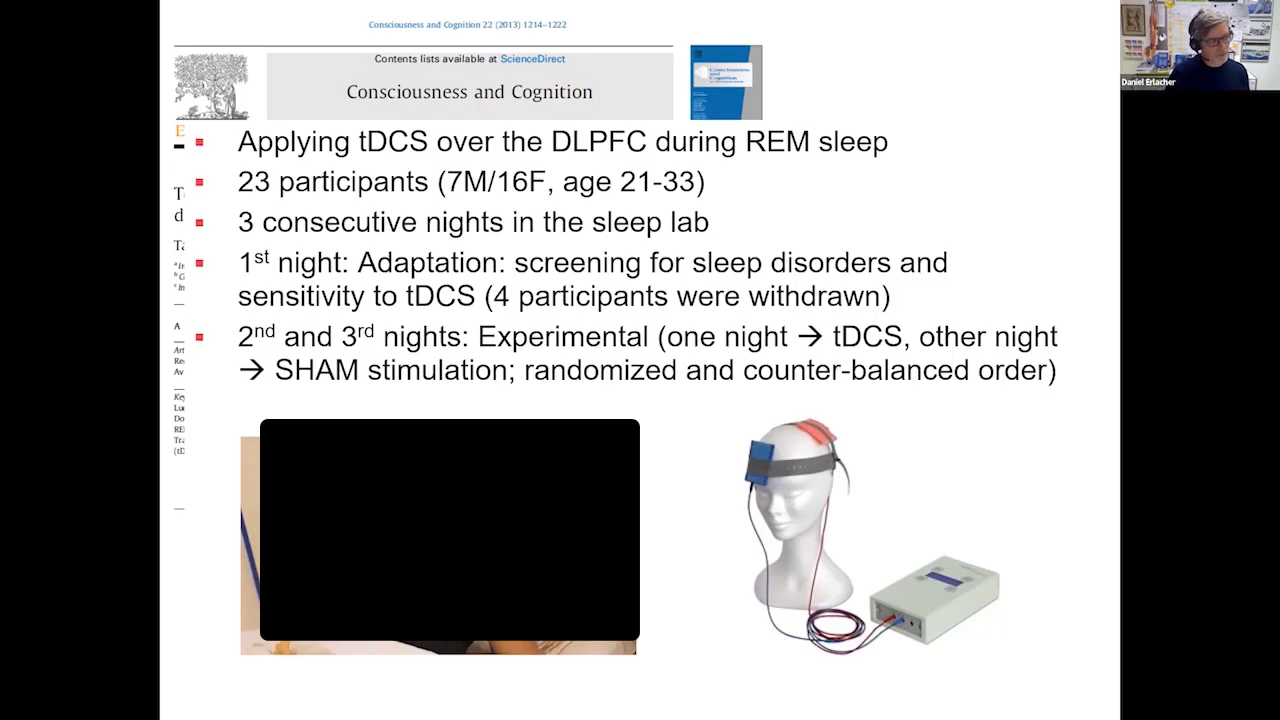 Consciousness and Cognition 22 (2013) 1214–1222
Contents lists available at ScienceDirect
Consciousness and Cognition
Daniel Erlacher
Applying tDCS over the DLPFC during REM sleep
23 participants (7M/16F, age 21-33)
3 consecutive nights in the sleep lab
1st night: Adaptation: screening for sleep disorders and
sensitivity to tDCS (4 participants were withdrawn)
2nd and 3rd nights: Experimental (one night → tDCS, other night
→ SHAM stimulation; randomized and counter-balanced order)